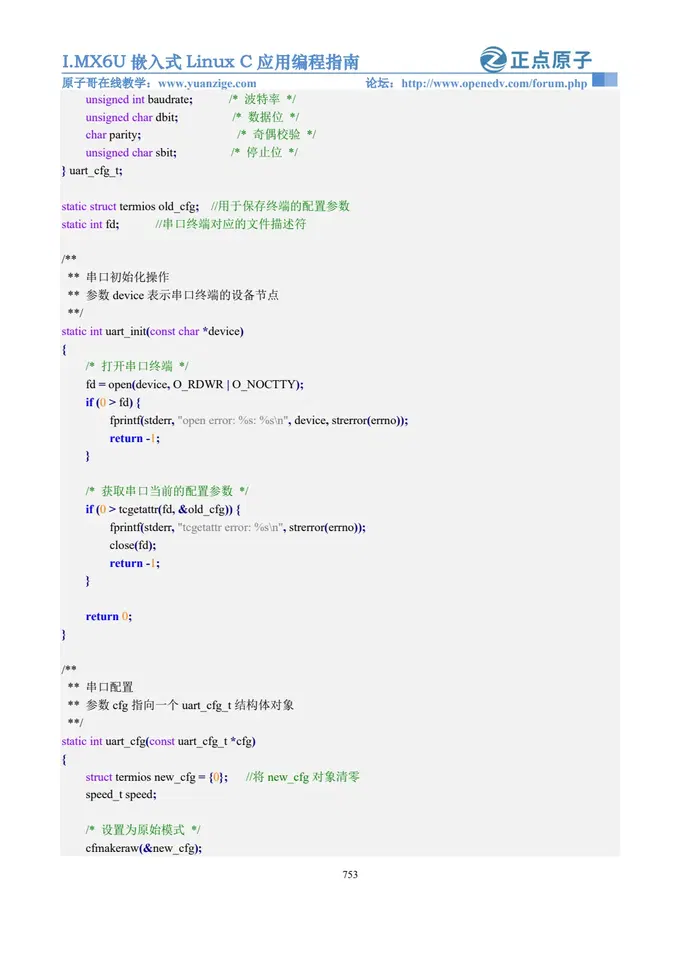 I.MX6U 嵌入式 Linux C 应用编程指南
正点原子
原子哥在线教学：www.yuanzige.com 论坛：http://www.openedv.com/forum.php
unsigned int baudrate; /* 波特率 */
unsigned char dbit; /* 数据位 */
char parity; /* 奇偶校验 */
unsigned char sbit; /* 停止位 */
} uart_cfg_t;
static struct termios old_cfg; //用于保存终端的配置参数
static int fd; //串口终端对应的文件描述符
/**
** 串口初始化操作
** 参数 device 表示串口终端的设备节点
**/
static int uart_init(const char *device)
{
/* 打开串口终端 */
fd = open(device, O_RDWR | O_NOCTTY);
if (0 > fd) {
fprintf(stderr, "open error: %s: %s\n", device, strerror(errno));
return -1;
}
/* 获取串口当前的配置参数 */
if (0 > tcgetattr(fd, &old_cfg)) {
fprintf(stderr, "tcgetattr error: %s\n", strerror(errno));
close(fd);
return -1;
}
return 0;
}
/**
** 串口配置
** 参数 cfg 指向一个 uart_cfg_t 结构体对象
**/
static int uart_cfg(const uart_cfg_t *cfg)
{
struct termios new_cfg = {0}; //将 new_cfg 对象清零
speed_t speed;
/* 设置为原始模式 */
cfmakeraw(&new_cfg);
753